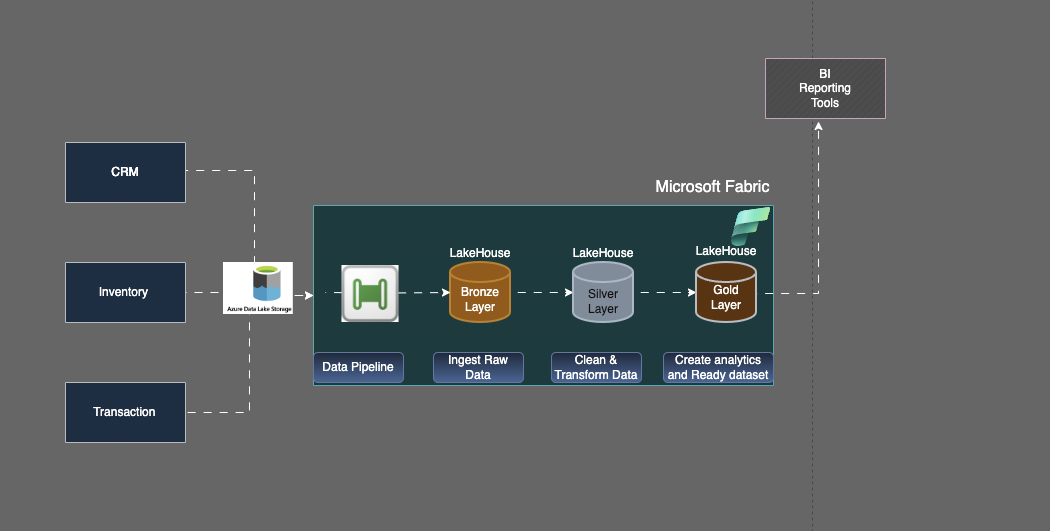 BI
Reporting
Tools
CRM
Microsoft Fabric
Inventory
Azure Data Lake Storage
LakeHouse
Bronze
Layer
LakeHouse
Silver
Layer
LakeHouse
Gold
Layer
Data Pipeline
Ingest Raw
Data
Clean &
Transform Data
Create analytics
and Ready dataset
Transaction